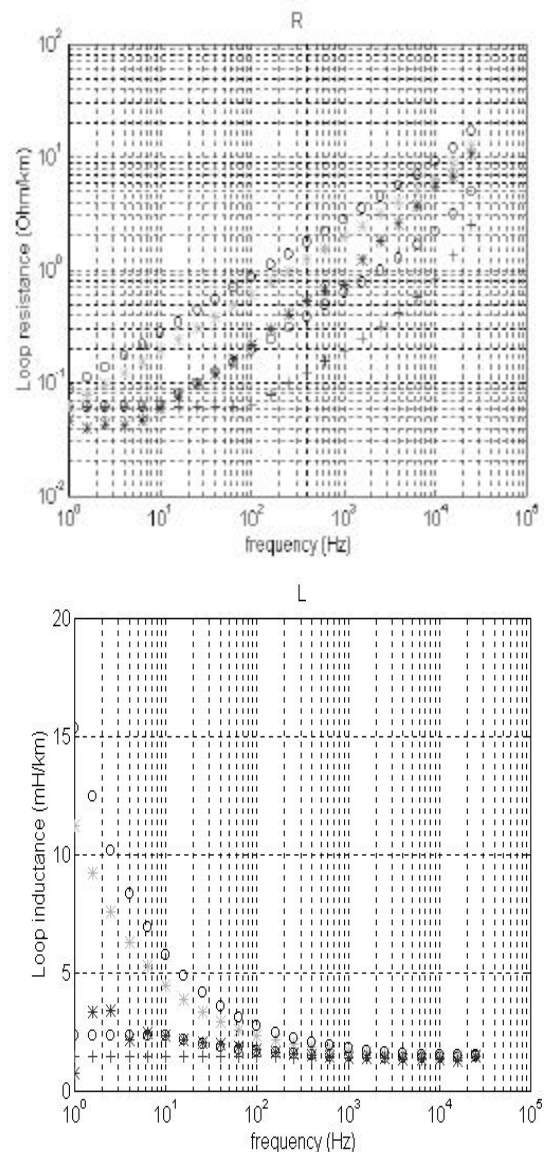 R
10²
10¹
10⁰
10⁻¹
10⁻²
Loop resistance (Ohm/km)
10⁰ 10¹ 10² 10³ 10⁴ 10⁵
frequency (Hz)
L
20
15
10
5
0
Loop inductance (mH/km)
10⁰ 10¹ 10² 10³ 10⁴ 10⁵
frequency (Hz)